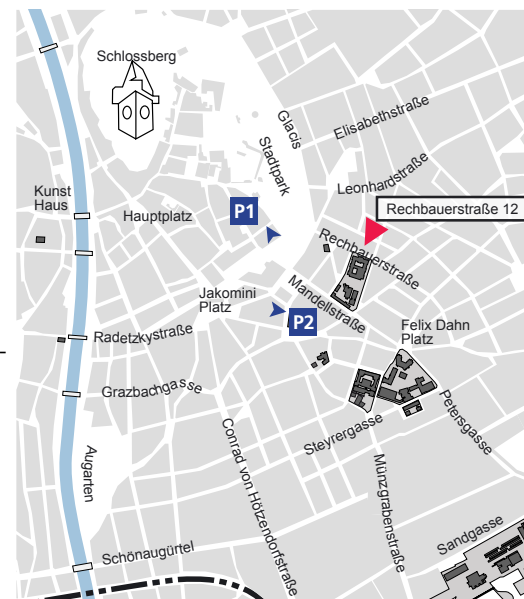 Schlossberg
Glacis
Elisabethstraße
Stadtpark
Leonhardstraße
Kunst
Haus
P1
Hauptplatz
Rechbauerstraße 12
Rechbauerstraße
Jakomini
Platz
Mandellstraße
P2
Felix Dahn
Platz
Radetzkystraße
Grazbachgasse
Petersgasse
Steyrergasse
Augarten
Conrad von Hötzendorfstraße
Münzgrabenstraße
Sandgasse
Schönaugürtel